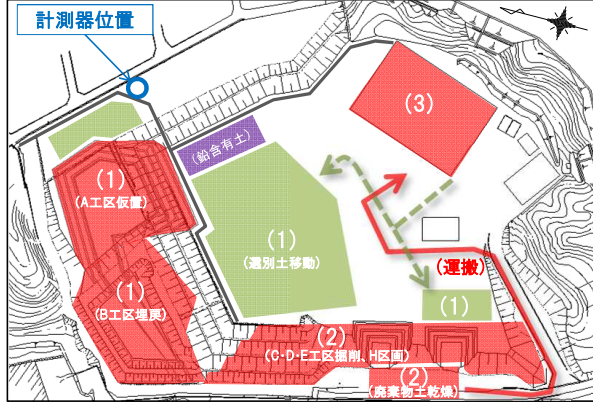 計測器位置
(3)
(鉛含有土)
(1)
(A工区仮置)
(1)
(選別土移動)
(運搬)
(1)
(B工区埋戻)
(1)
(2)
(C・D・E工区掘削、H区画)
(2)
(廃棄物土乾燥)